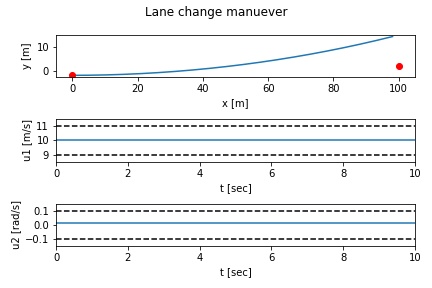 Lane change manuever
y [m]
10
0
0 20 40 60 80 100
x [m]
u1 [m/s]
11
10
9
0 2 4 6 8 10
t [sec]
u2 [rad/s]
0.1
0.0
−0.1
0 2 4 6 8 10
t [sec]